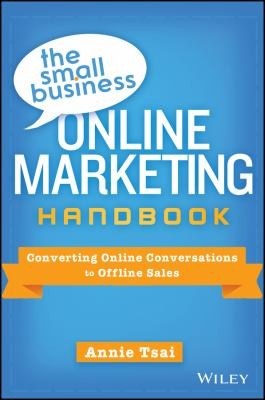 the
small
business
ONLINE
MARKETING
HANDBOOK
Converting Online Conversations
to Offline Sales
Annie Tsai
WILEY